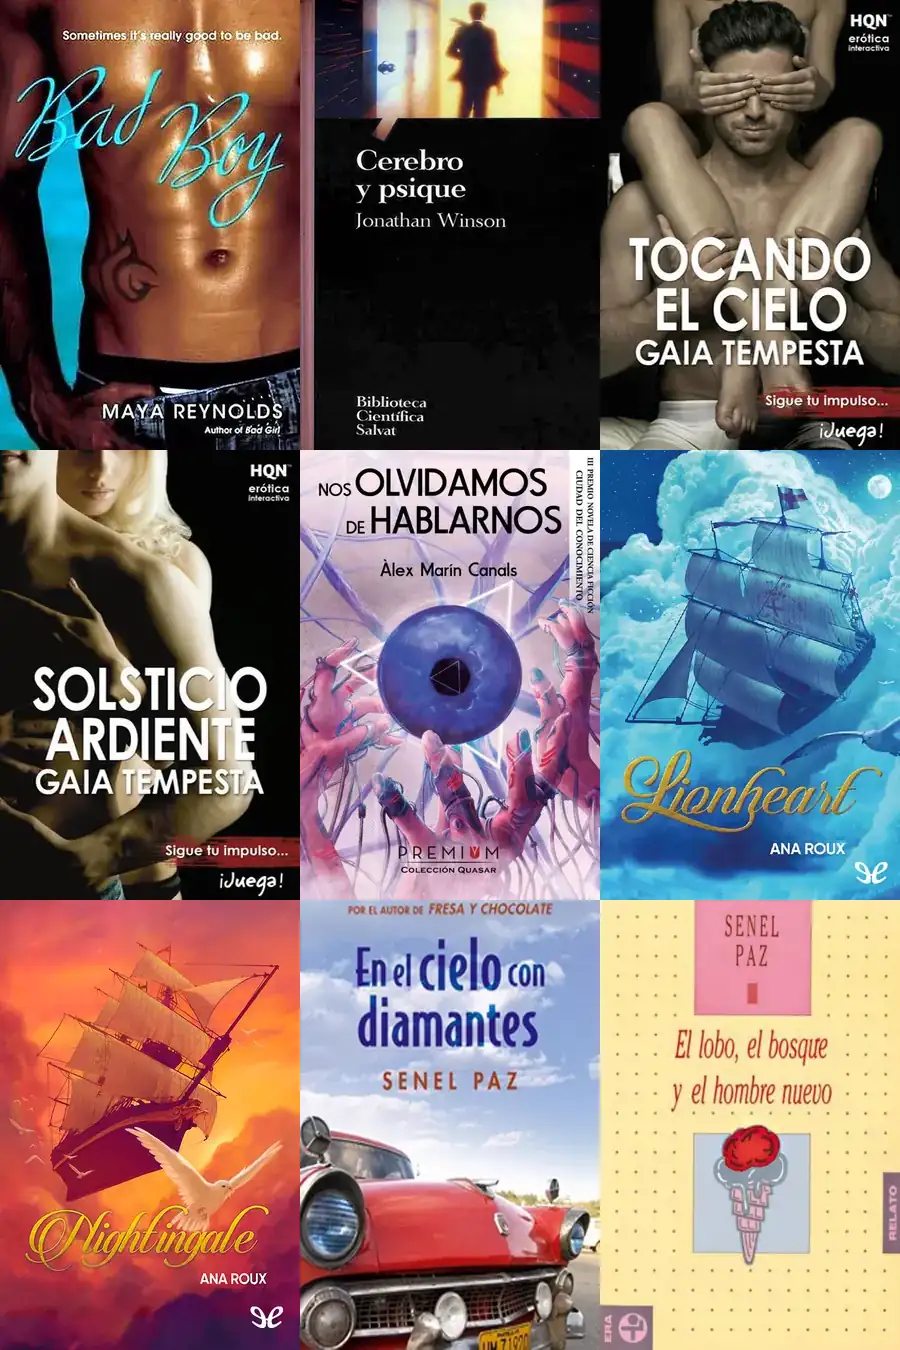 Sometimes it's really good to be bad.
Bad Boy
MAYA REYNOLDS
Author of Bad Girl
Cerebro
y psique
Jonathan Winson
Biblioteca
Científica
Salvat
HQN™
erótica
interactiva
TOCANDO
EL CIELO
GAIA TEMPESTA
Sigue tu impulso...
¡Juega!
HQN™
erótica
interactiva
SOLSTICIO
ARDIENTE
GAIA TEMPESTA
Sigue tu impulso...
¡Juega!
NOS OLVIDAMOS
DE HABLARNOS
Àlex Marín Canals
III PREMIO NOVELA DE CIENCIA FICCIÓN
CIUDAD DEL CONOCIMIENTO
PREMIUM
COLECCIÓN QUASAR
Lionheart
ANA ROUX
Nightingale
ANA ROUX
POR EL AUTOR DE FRESA Y CHOCOLATE
En el cielo con
diamantes
SENEL PAZ
SENEL
PAZ
El lobo, el bosque
y el hombre nuevo
RELATO
ERA